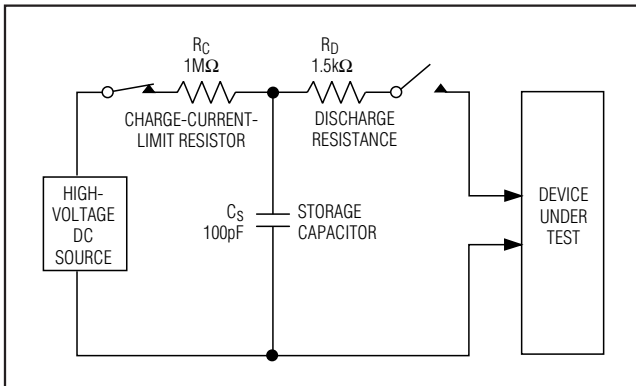 R_C
1MΩ
CHARGE-CURRENT-
LIMIT RESISTOR
R_D
1.5kΩ
DISCHARGE
RESISTANCE
HIGH-
VOLTAGE
DC
SOURCE
C_S
100pF
STORAGE
CAPACITOR
DEVICE
UNDER
TEST